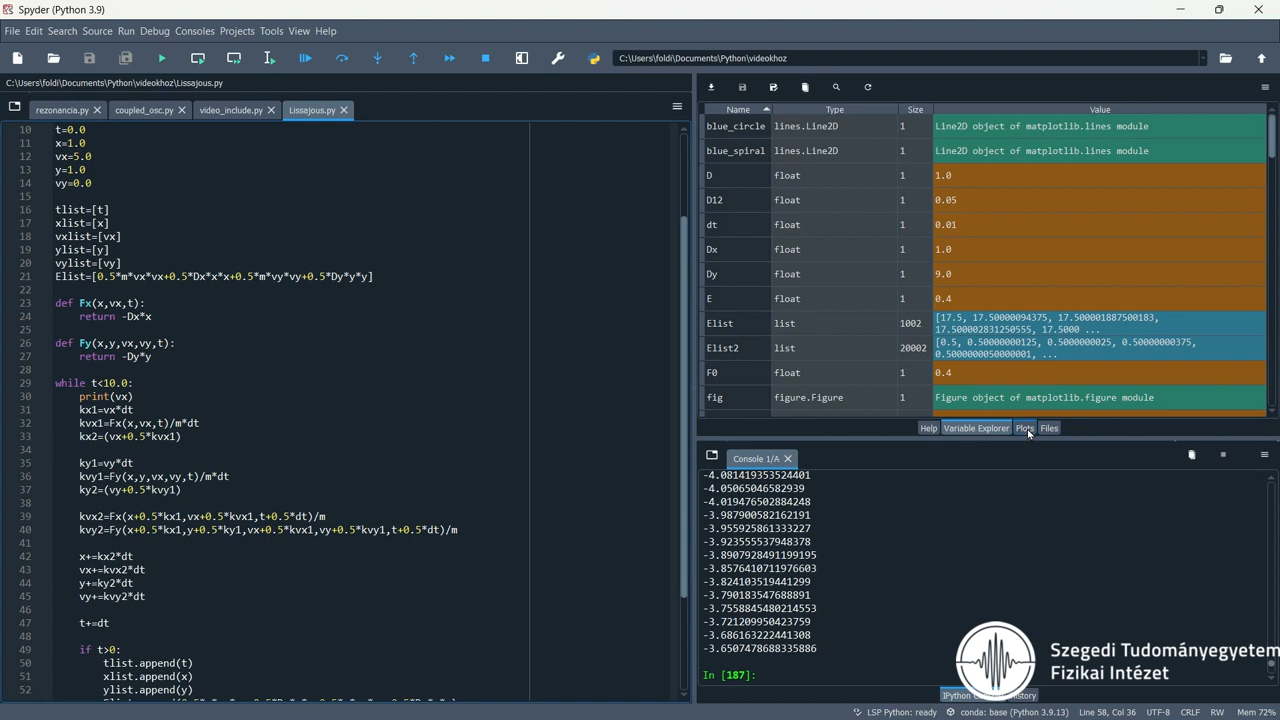 Spyder (Python 3.9)
File Edit Search Source Run Debug Consoles Projects Tools View Help
C:\Users\foldi\Documents\Python\videokhoz
C:\Users\foldi\Documents\Python\videokhoz\Lissajous.py
rezonancia.py coupled_osc.py video_include.py Lissajous.py
10 t=0.0
11 x=1.0
12 vx=5.0
13 y=1.0
14 vy=0.0
15
16 tlist=[t]
17 xlist=[x]
18 vxlist=[vx]
19 ylist=[y]
20 vylist=[vy]
21 Elist=[0.5*m*vx*vx+0.5*Dx*x*x+0.5*m*vy*vy+0.5*Dy*y*y]
22
23 def Fx(x,vx,t):
24 return -Dx*x
25
26 def Fy(x,y,vx,vy,t):
27 return -Dy*y
28
29 while t<10.0:
30 print(vx)
31 kx1=vx*dt
32 kvx1=Fx(x,vx,t)/m*dt
33 kx2=(vx+0.5*kvx1)
34
35 ky1=vy*dt
36 kvy1=Fy(x,y,vx,vy,t)/m*dt
37 ky2=(vy+0.5*kvy1)
38
39 kvx2=Fx(x+0.5*kx1,vx+0.5*kvx1,t+0.5*dt)/m
40 kvy2=Fy(x+0.5*kx1,y+0.5*ky1,vx+0.5*kvx1,vy+0.5*kvy1,t+0.5*dt)/m
41
42 x+=kx2*dt
43 vx+=kvx2*dt
44 y+=ky2*dt
45 vy+=kvy2*dt
46
47 t+=dt
48
49 if t>0:
50 tlist.append(t)
51 xlist.append(x)
52 ylist.append(y)
Name Type Size Value
blue_circle lines.Line2D 1 Line2D object of matplotlib.lines module
blue_spiral lines.Line2D 1 Line2D object of matplotlib.lines module
D float 1 1.0
D12 float 1 0.05
dt float 1 0.01
Dx float 1 1.0
Dy float 1 9.0
E float 1 0.4
Elist list 1002 [17.5, 17.50000094375, 17.500001887500183,
17.500002831250555, 17.5000 ...
Elist2 list 20002 [0.5, 0.50000000125, 0.5000000025, 0.50000000375,
0.5000000050000001, ...
F0 float 1 0.4
fig figure.Figure 1 Figure object of matplotlib.figure module
Help Variable Explorer Plots Files
Console 1/A
-4.081419353524401
-4.05065046582939
-4.019476502884248
-3.987900582162191
-3.955925861333227
-3.923555537948378
-3.8907928491199195
-3.8576410711976603
-3.824103519441299
-3.790183547688891
-3.7558845480214553
-3.721209950423759
-3.686163222441308
-3.6507478688335886
In [187]:
Szegedi Tudományegyetem
Fizikai Intézet
LSP Python: ready conda: base (Python 3.9.13) Line 58, Col 36 UTF-8 CRLF RW Mem 72%